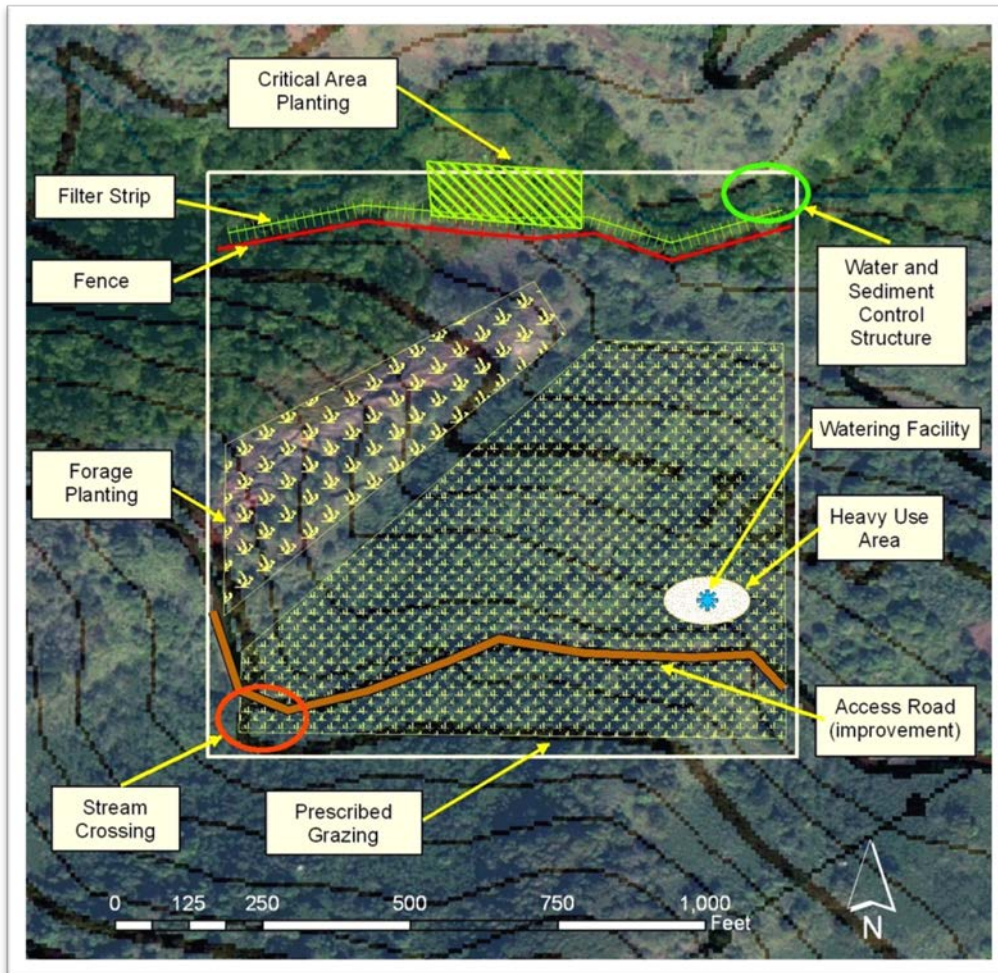 Critical Area
Planting
Filter Strip
Fence
Water and
Sediment
Control
Structure
Watering Facility
Forage
Planting
Heavy Use
Area
Access Road
(improvement)
Stream
Crossing
Prescribed
Grazing
0 125 250 500 750 1,000
Feet
N